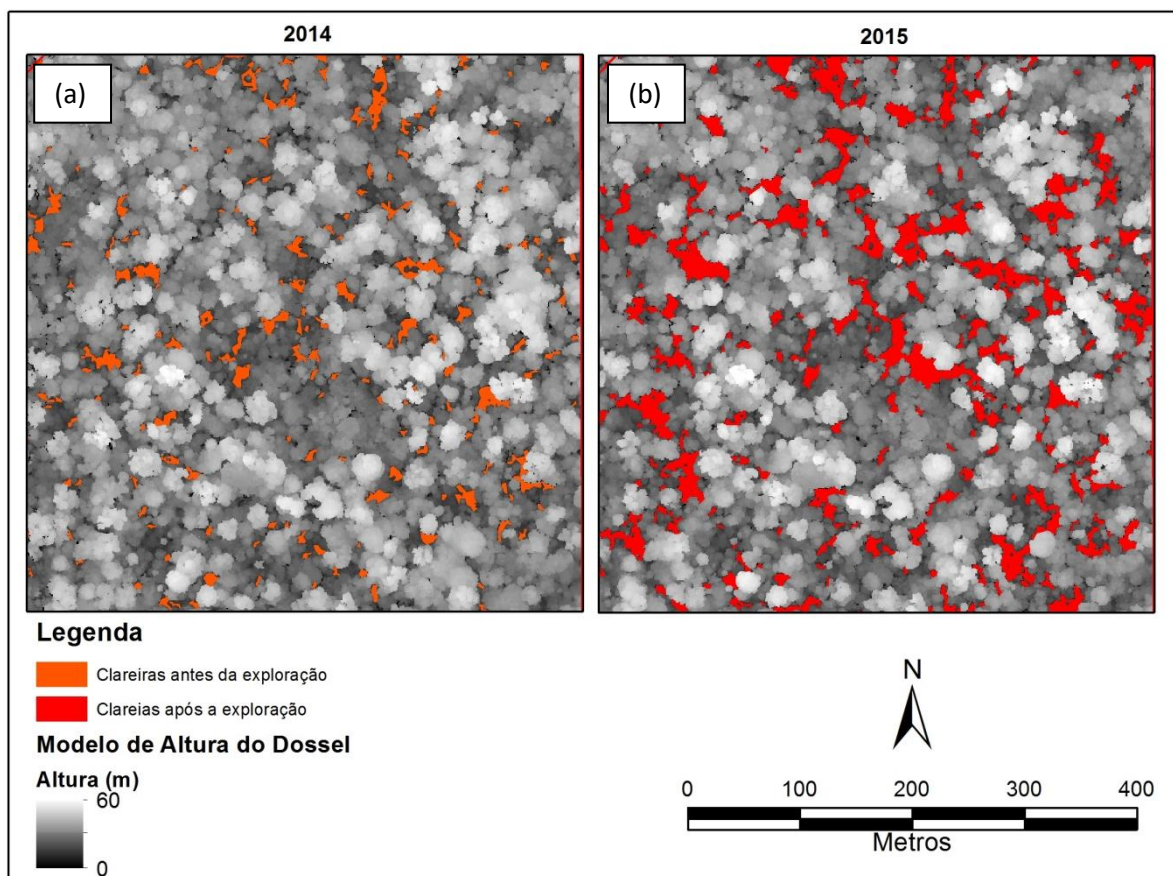 2014
2015
(a)
(b)
Legenda
Clareiras antes da exploração
Clareias após a exploração
Modelo de Altura do Dossel
Altura (m)
60
0
N
0 100 200 300 400
Metros